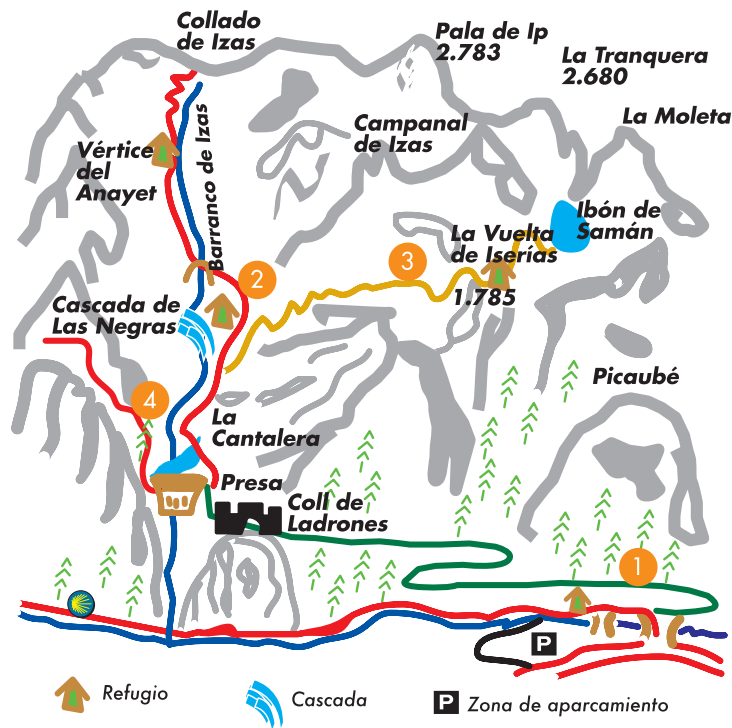 Collado
de Izas
Pala de Ip
2.783
La Tranquera
2.680
La Moleta
Campanal
de Izas
Vértice
del
Anayet
Barranco de Izas
Ibón de
Samán
La Vuelta
de Iserías
1.785
3
2
Cascada de
Las Negras
Picaubé
4
La
Cantalera
Presa
Coll de
Ladrones
1
P
Refugio
Cascada
P Zona de aparcamiento